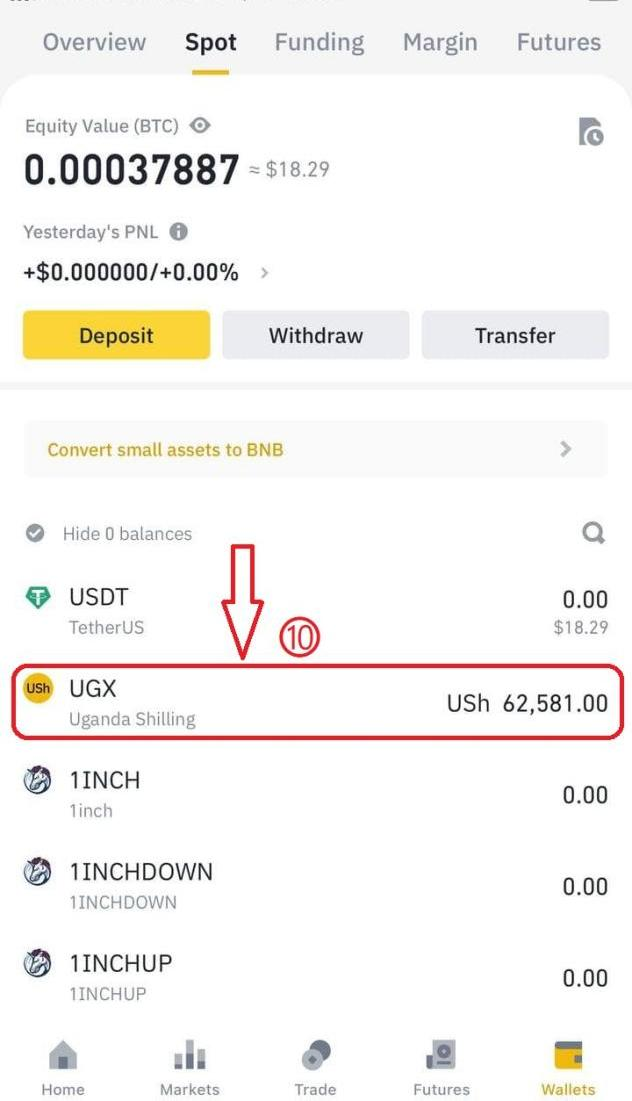 Overview Spot Funding Margin Futures
Equity Value (BTC)
0.00037887 ≈ $18.29
Yesterday's PNL
+$0.000000/+0.00% >
Deposit Withdraw Transfer
Convert small assets to BNB >
Hide 0 balances
USDT 0.00
TetherUS $18.29
⑩
USh UGX USh 62,581.00
Uganda Shilling
1INCH 0.00
1inch
1INCHDOWN 0.00
1INCHDOWN
1INCHUP 0.00
1INCHUP
Home Markets Trade Futures Wallets